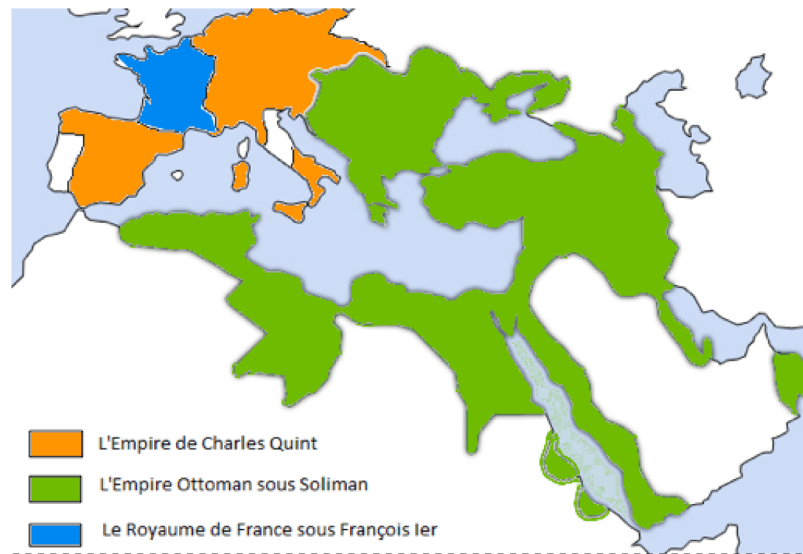 L'Empire de Charles Quint
L'Empire Ottoman sous Soliman
Le Royaume de France sous François Ier